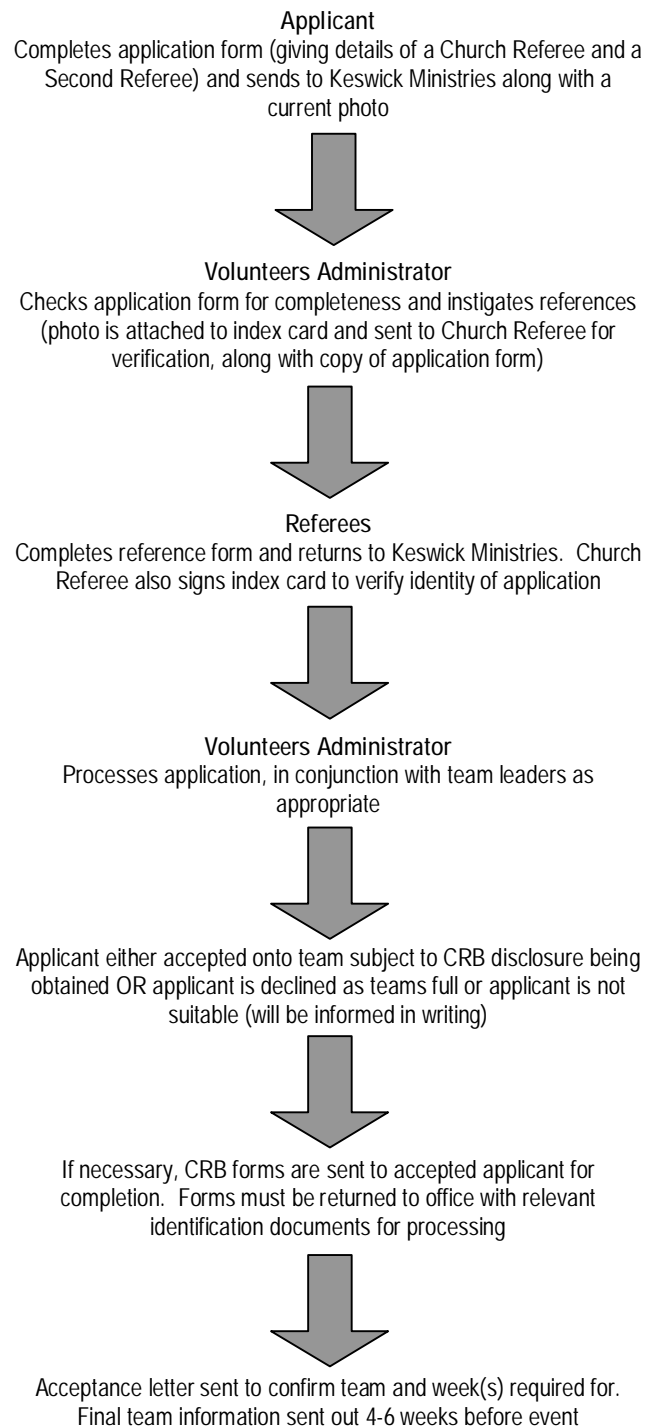 Applicant
Completes application form (giving details of a Church Referee and a
Second Referee) and sends to Keswick Ministries along with a
current photo
Volunteers Administrator
Checks application form for completeness and instigates references
(photo is attached to index card and sent to Church Referee for
verification, along with copy of application form)
Referees
Completes reference form and returns to Keswick Ministries.  Church
Referee also signs index card to verify identity of application
Volunteers Administrator
Processes application, in conjunction with team leaders as
appropriate
Applicant either accepted onto team subject to CRB disclosure being
obtained OR applicant is declined as teams full or applicant is not
suitable (will be informed in writing)
If necessary, CRB forms are sent to accepted applicant for
completion.  Forms must be returned to office with relevant
identification documents for processing
Acceptance letter sent to confirm team and week(s) required for.
Final team information sent out 4-6 weeks before event